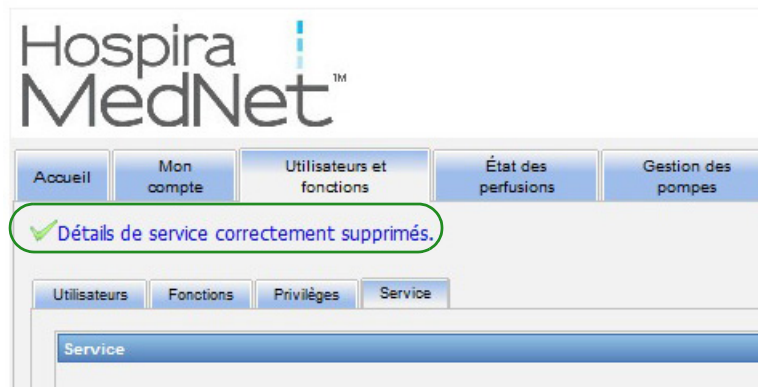 Hospira
MedNet™
Accueil
Mon
compte
Utilisateurs et
fonctions
État des
perfusions
Gestion des
pompes
Détails de service correctement supprimés.
Utilisateurs
Fonctions
Privilèges
Service
Service